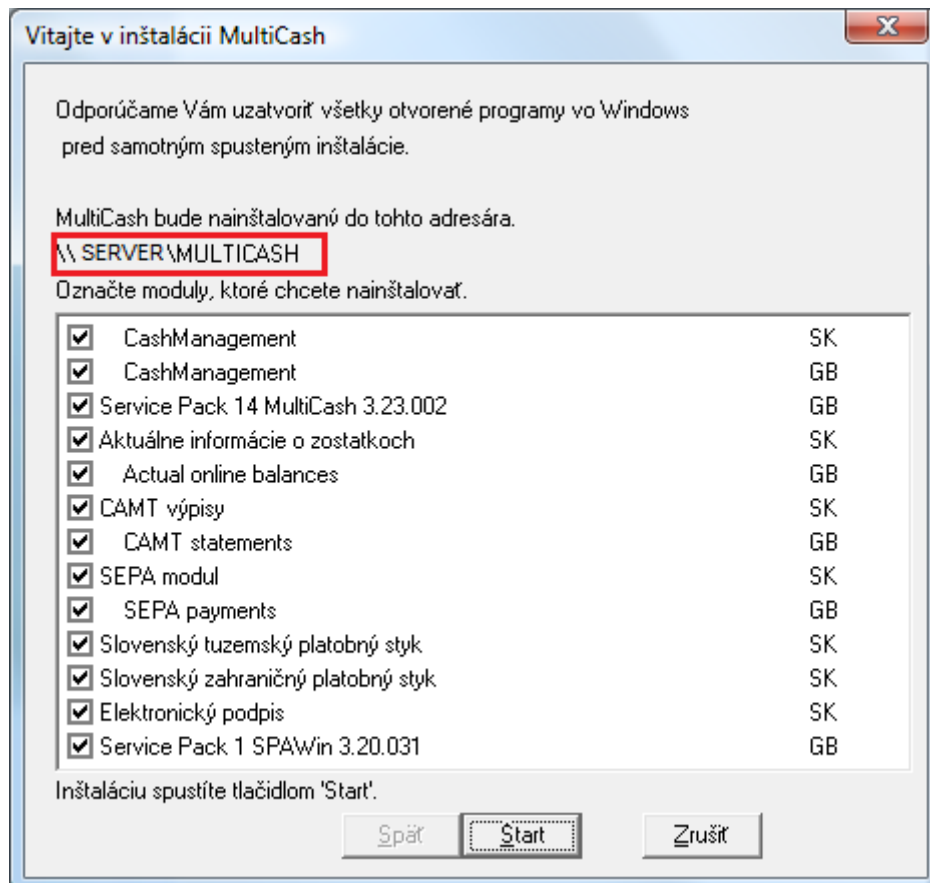 Vitajte v inštalácii MultiCash
Odporúčame Vám uzatvoriť všetky otvorené programy vo Windows
pred samotným spusteným inštalácie.
MultiCash bude nainštalovaný do tohto adresára.
\\ SERVER\MULTICASH
Označte moduly, ktoré chcete nainštalovať.
CashManagement SK
CashManagement GB
Service Pack 14 MultiCash 3.23.002 GB
Aktuálne informácie o zostatkoch SK
Actual online balances GB
CAMT výpisy SK
CAMT statements GB
SEPA modul SK
SEPA payments GB
Slovenský tuzemský platobný styk SK
Slovenský zahraničný platobný styk SK
Elektronický podpis SK
Service Pack 1 SPAWin 3.20.031 GB
Inštaláciu spustíte tlačidlom 'Start'.
Späť Štart Zrušiť